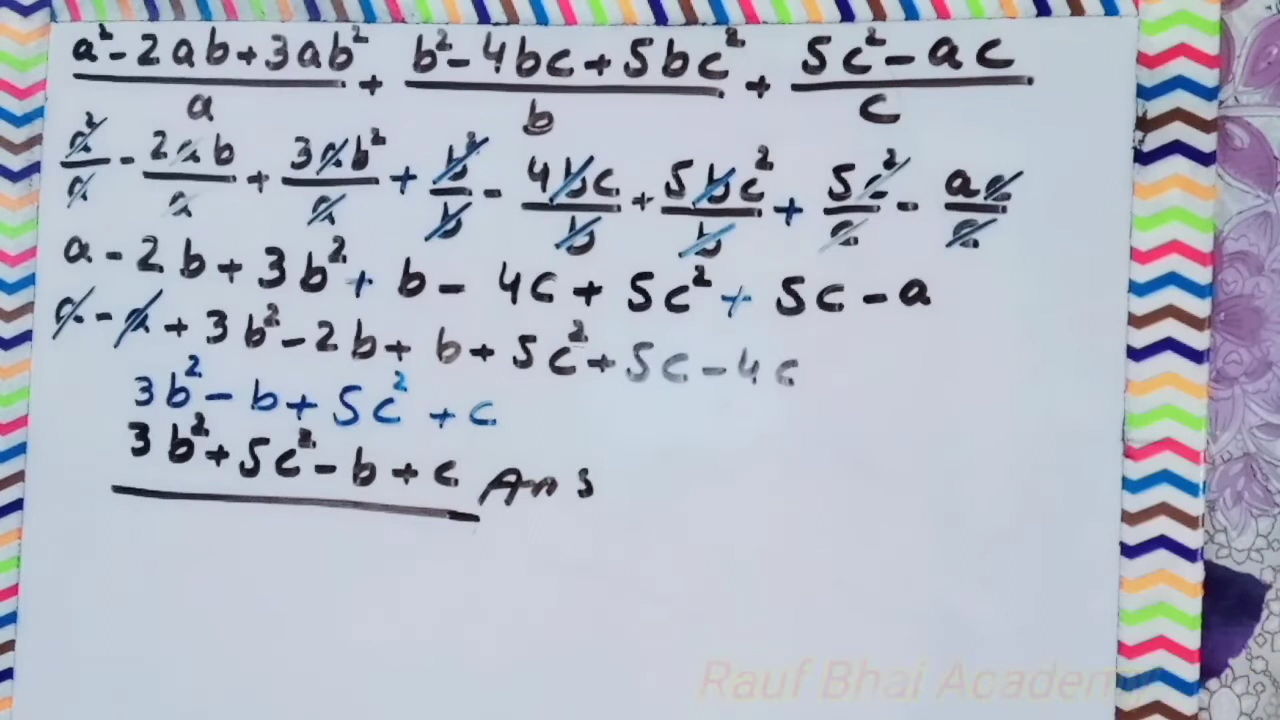 a²-2ab+3ab²/a + b²-4bc+5bc²/b + 5c²-ac/c
a²/a - 2ab/a + 3ab²/a + b²/b - 4bc/b + 5bc²/b + 5c²/c - ac/c
a-2b+3b²+b-4c+5c²+5c-a
a-a+3b²-2b+b+5c²+5c-4c
3b²-b+5c²+c
3b²+5c²-b+c Ans
Rauf Bhai Academy